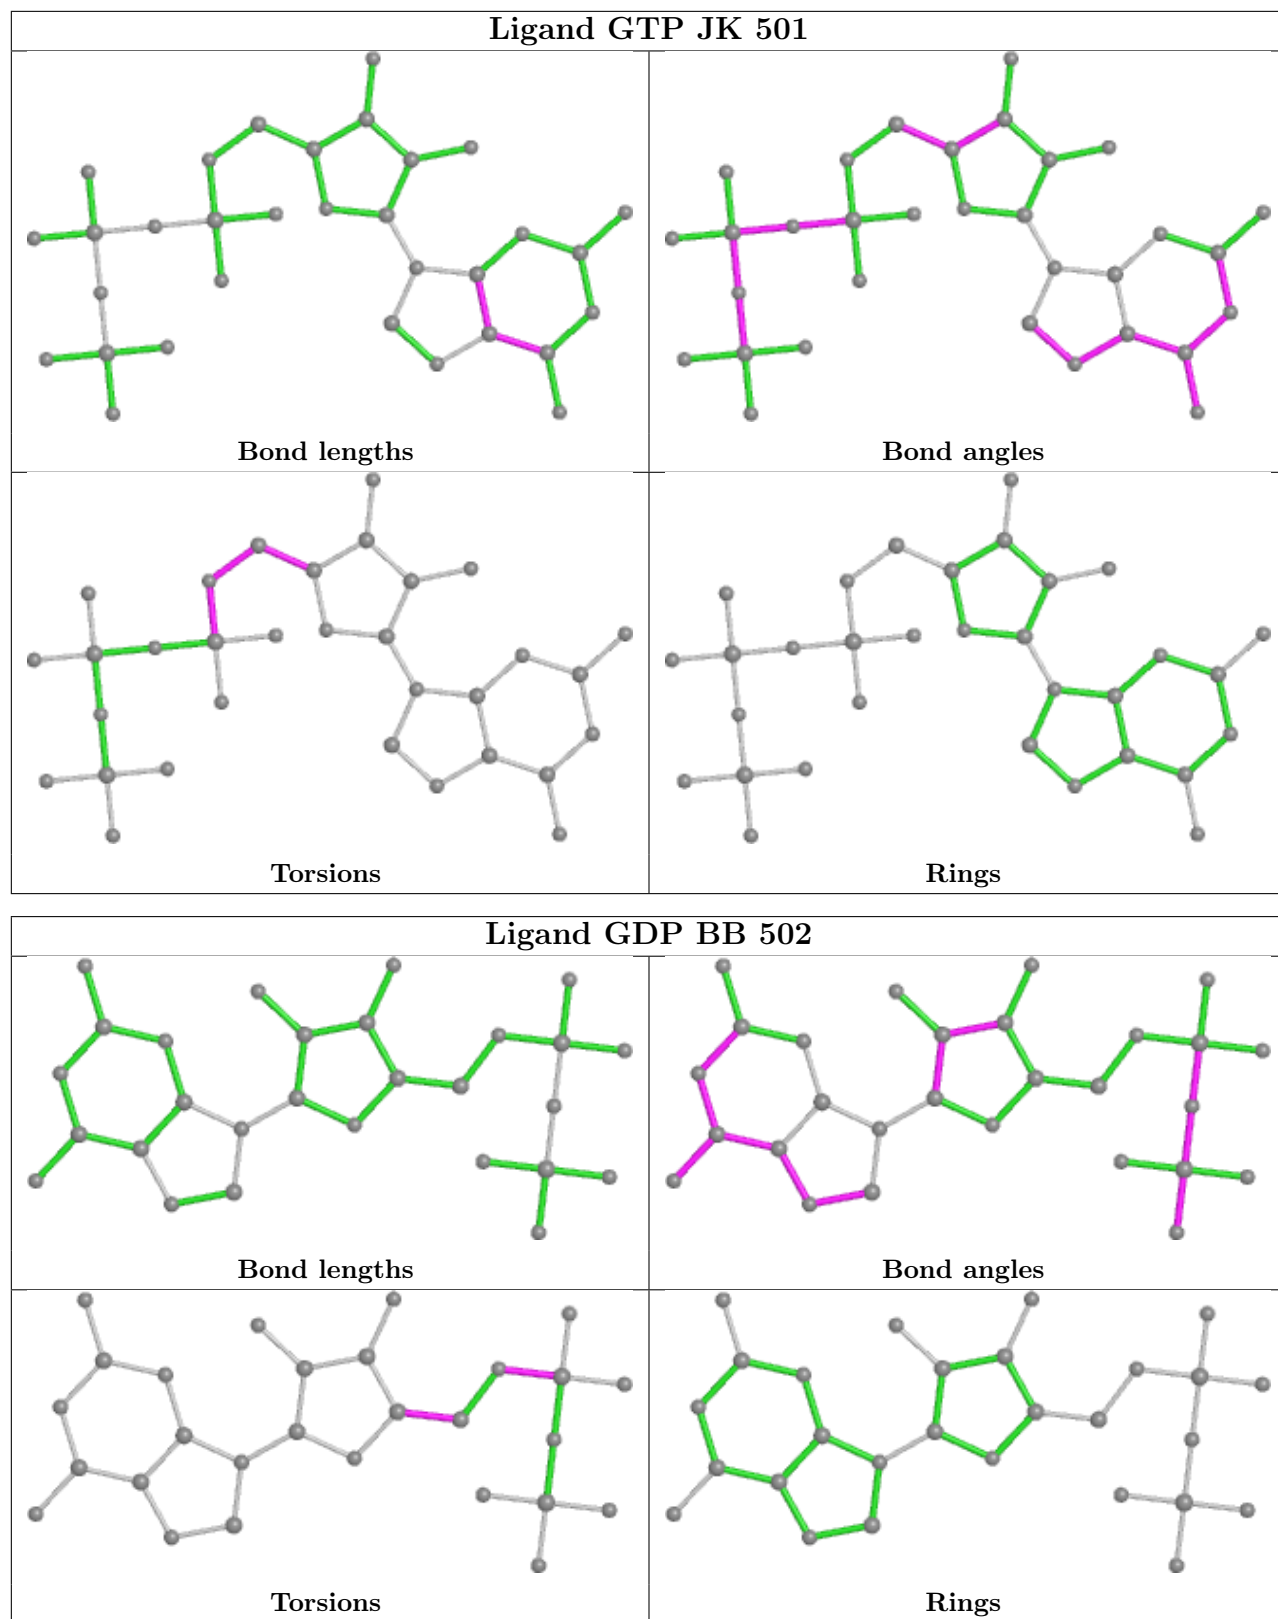 Ligand GTP JK 501
Bond lengths
Bond angles
Torsions
Rings
Ligand GDP BB 502
Bond lengths
Bond angles
Torsions
Rings